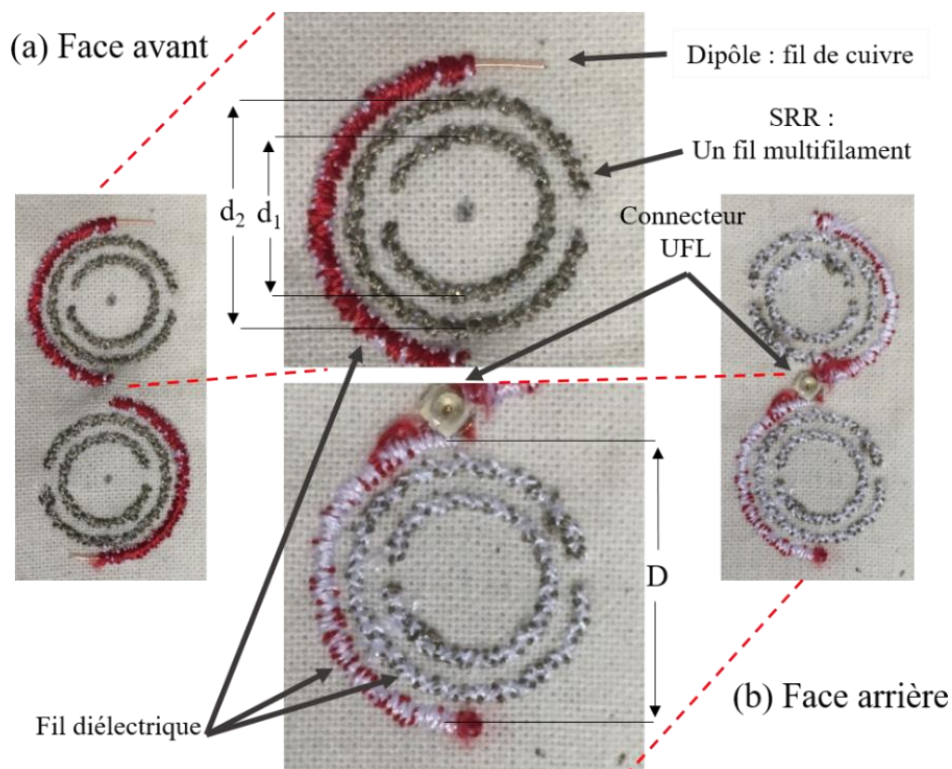 (a) Face avant
Dipôle : fil de cuivre
SRR :
Un fil multifilament
Connecteur
UFL
d2
d1
D
Fil diélectrique
(b) Face arrière